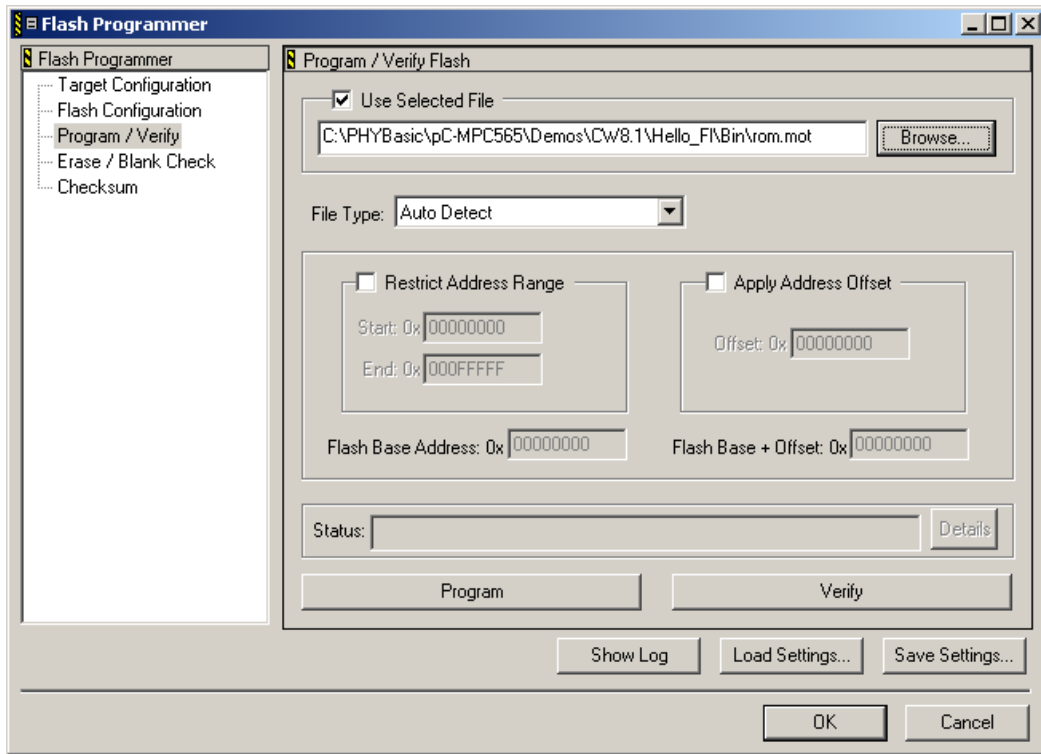 Flash Programmer
Flash Programmer
Target Configuration
Flash Configuration
Program / Verify
Erase / Blank Check
Checksum
Program / Verify Flash
Use Selected File
C:\PHYBasic\pC-MPC565\Demos\CW8.1\Hello_Fl\Bin\rom.mot
Browse...
File Type: Auto Detect
Restrict Address Range
Start: 0x 00000000
End: 0x 000FFFFF
Apply Address Offset
Offset: 0x 00000000
Flash Base Address: 0x 00000000
Flash Base + Offset: 0x 00000000
Status:
Details
Program
Verify
Show Log
Load Settings...
Save Settings...
OK
Cancel